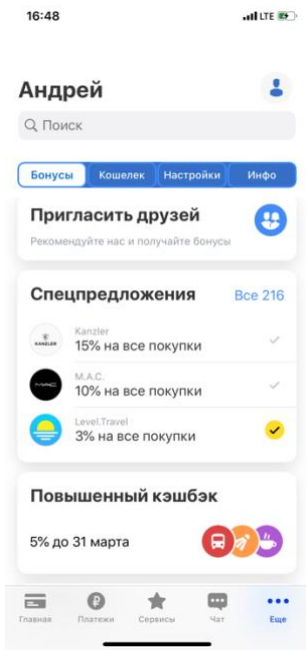 16:48
LTE
Андрей
Поиск
Бонусы Кошелек Настройки Инфо
Пригласить друзей
Рекомендуйте нас и получайте бонусы
Спецпредложения Все 216
KANZLER
Kanzler
15% на все покупки
MAC
M.A.C.
10% на все покупки
Level.Travel
3% на все покупки
Повышенный кэшбэк
5% до 31 марта
Главная Платежи Сервисы Чат Еще